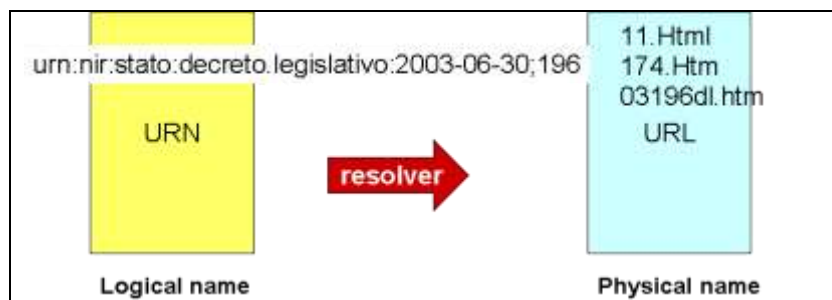 11.Html
urn:nir:stato:decreto.legislativo:2003-06-30;196
174.Htm
03196dl.htm
URN
URL
resolver
Logical name
Physical name